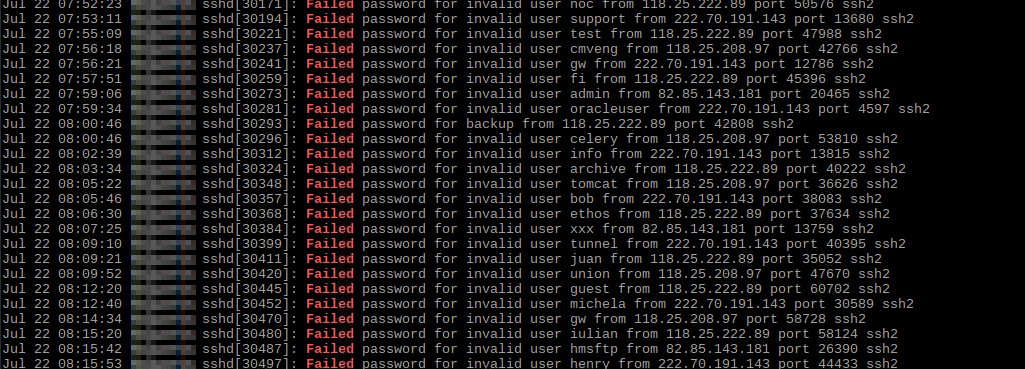 Jul 22 07:52:23 sshd[30171]: Failed password for invalid user noc from 118.25.222.89 port 50576 ssh2
Jul 22 07:53:11 sshd[30194]: Failed password for invalid user support from 222.70.191.143 port 13680 ssh2
Jul 22 07:55:09 sshd[30221]: Failed password for invalid user test from 118.25.222.89 port 47988 ssh2
Jul 22 07:56:18 sshd[30237]: Failed password for invalid user cmveng from 118.25.208.97 port 42766 ssh2
Jul 22 07:56:21 sshd[30241]: Failed password for invalid user gw from 222.70.191.143 port 12786 ssh2
Jul 22 07:57:51 sshd[30259]: Failed password for invalid user fi from 118.25.222.89 port 45396 ssh2
Jul 22 07:59:06 sshd[30273]: Failed password for invalid user admin from 82.85.143.181 port 20465 ssh2
Jul 22 07:59:34 sshd[30281]: Failed password for invalid user oracleuser from 222.70.191.143 port 4597 ssh2
Jul 22 08:00:46 sshd[30293]: Failed password for backup from 118.25.222.89 port 42808 ssh2
Jul 22 08:00:46 sshd[30296]: Failed password for invalid user celery from 118.25.208.97 port 53810 ssh2
Jul 22 08:02:39 sshd[30312]: Failed password for invalid user info from 222.70.191.143 port 13815 ssh2
Jul 22 08:03:34 sshd[30324]: Failed password for invalid user archive from 118.25.222.89 port 40222 ssh2
Jul 22 08:05:22 sshd[30348]: Failed password for invalid user tomcat from 118.25.208.97 port 36626 ssh2
Jul 22 08:05:46 sshd[30357]: Failed password for invalid user bob from 222.70.191.143 port 38083 ssh2
Jul 22 08:06:30 sshd[30368]: Failed password for invalid user ethos from 118.25.222.89 port 37634 ssh2
Jul 22 08:07:25 sshd[30384]: Failed password for invalid user xxx from 82.85.143.181 port 13759 ssh2
Jul 22 08:09:10 sshd[30399]: Failed password for invalid user tunnel from 222.70.191.143 port 40395 ssh2
Jul 22 08:09:21 sshd[30411]: Failed password for invalid user juan from 118.25.222.89 port 35052 ssh2
Jul 22 08:09:52 sshd[30420]: Failed password for invalid user union from 118.25.208.97 port 47670 ssh2
Jul 22 08:12:20 sshd[30445]: Failed password for invalid user guest from 118.25.222.89 port 60702 ssh2
Jul 22 08:12:40 sshd[30452]: Failed password for invalid user michela from 222.70.191.143 port 30589 ssh2
Jul 22 08:14:34 sshd[30470]: Failed password for invalid user gw from 118.25.208.97 port 58728 ssh2
Jul 22 08:15:20 sshd[30480]: Failed password for invalid user iulian from 118.25.222.89 port 58124 ssh2
Jul 22 08:15:42 sshd[30487]: Failed password for invalid user hmsftp from 82.85.143.181 port 26390 ssh2
Jul 22 08:15:53 sshd[30497]: Failed password for invalid user henry from 222.70.191.143 port 44433 ssh2